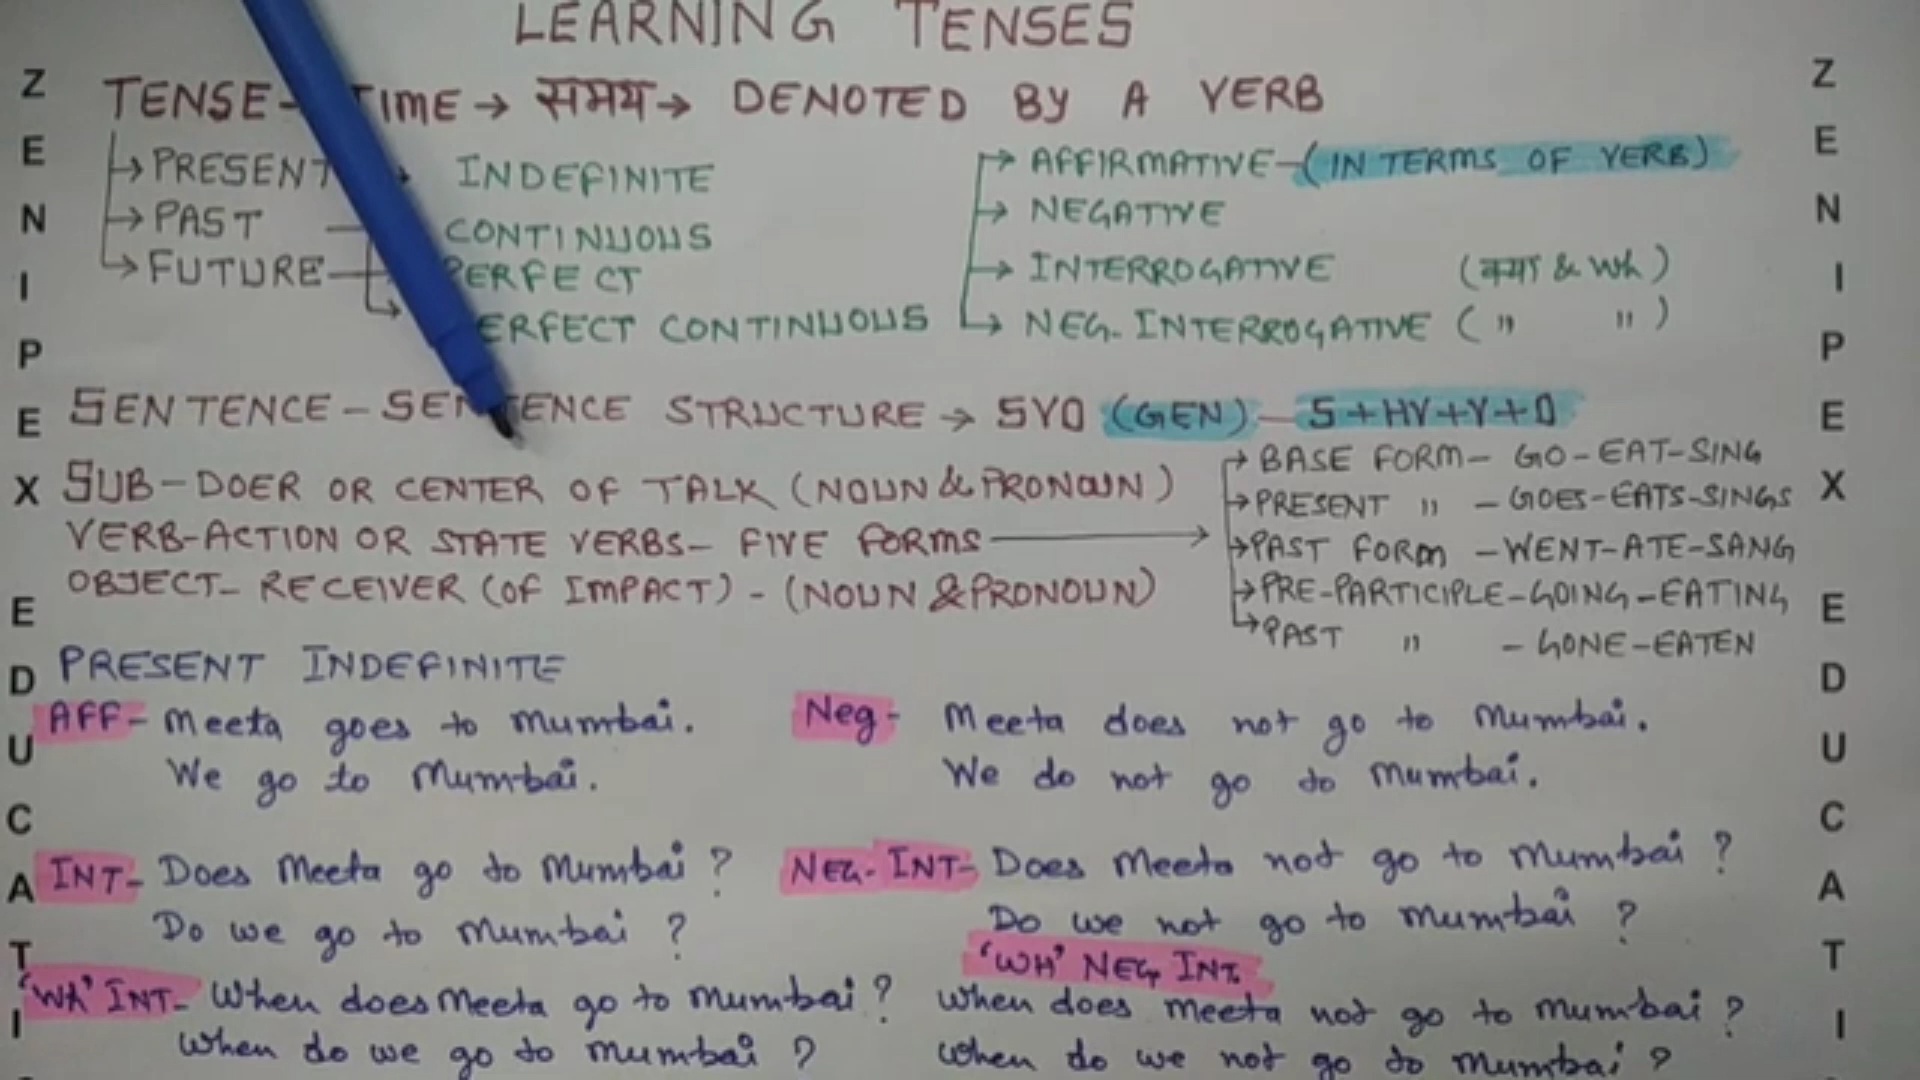 LEARNING TENSES
TENSE- TIME → समय → DENOTED BY A VERB
→ PRESENT → INDEFINITE
→ PAST — CONTINUOUS
→ FUTURE — PERFECT
→ PERFECT CONTINUOUS
→ AFFIRMATIVE-(IN TERMS OF VERB)
→ NEGATIVE
→ INTERROGATIVE (क्या & Wh)
→ NEG. INTERROGATIVE ( " " )
SENTENCE - SENTENCE STRUCTURE → SVO (GEN) - S+HV+V+O
SUB-DOER OR CENTER OF TALK (NOUN & PRONOUN)
VERB-ACTION OR STATE VERBS- FIVE FORMS →
OBJECT- RECEIVER (OF IMPACT) - (NOUN & PRONOUN)
→ BASE FORM- GO-EAT-SING
→ PRESENT " - GOES-EATS-SINGS
→ PAST FORM -WENT-ATE-SANG
→ PRE-PARTICIPLE-GOING-EATING
→ PAST " - GONE-EATEN
PRESENT INDEFINITE
AFF- Meeta goes to Mumbai.
We go to Mumbai.
Neg- Meeta does not go to Mumbai.
We do not go to Mumbai.
INT- Does Meeta go to Mumbai?
Do we go to Mumbai?
NEG-INT- Does Meeta not go to Mumbai?
Do we not go to Mumbai?
'Wh' INT- When does Meeta go to Mumbai?
When do we go to Mumbai?
'WH' NEG INT.
When does Meeta not go to Mumbai?
When do we not go to Mumbai?
ZENIPEX EDUCATI
ZENIPEX EDUCATI